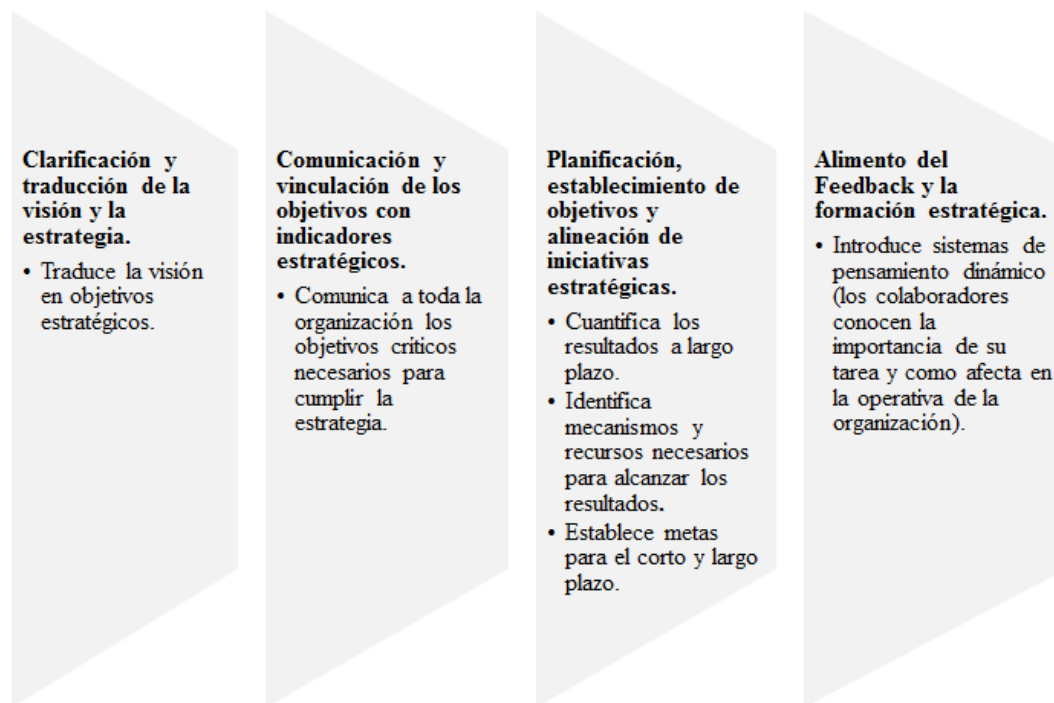 Clarificación y
traducción de la
visión y la
estrategia.
• Traduce la visión
en objetivos
estratégicos.
Comunicación y
vinculación de los
objetivos con
indicadores
estratégicos.
• Comunica a toda la
organización los
objetivos críticos
necesarios para
cumplir la
estrategia.
Planificación,
establecimiento de
objetivos y
alineación de
iniciativas
estratégicas.
• Cuantifica los
resultados a largo
plazo.
• Identifica
mecanismos y
recursos necesarios
para alcanzar los
resultados.
• Establece metas
para el corto y largo
plazo.
Alimento del
Feedback y la
formación estratégica.
• Introduce sistemas de
pensamiento dinámico
(los colaboradores
conocen la
importancia de su
tarea y como afecta en
la operativa de la
organización).